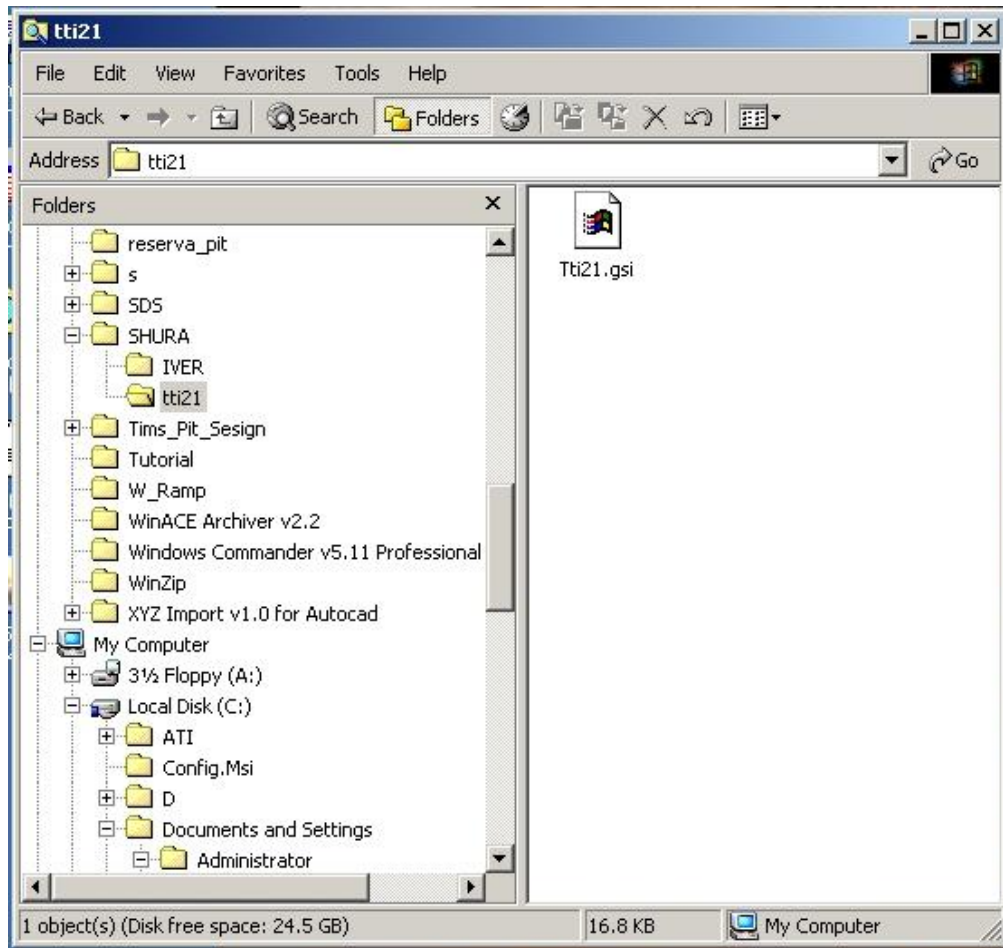 tti21
File Edit View Favorites Tools Help
Back Search Folders
Address tti21 Go
Folders
reserva_pit
s
SDS
SHURA
IVER
tti21
Tims_Pit_Sesign
Tutorial
W_Ramp
WinACE Archiver v2.2
Windows Commander v5.11 Professional
WinZip
XYZ Import v1.0 for Autocad
My Computer
3½ Floppy (A:)
Local Disk (C:)
ATI
Config.Msi
D
Documents and Settings
Administrator
Tti21.gsi
1 object(s) (Disk free space: 24.5 GB) 16.8 KB My Computer